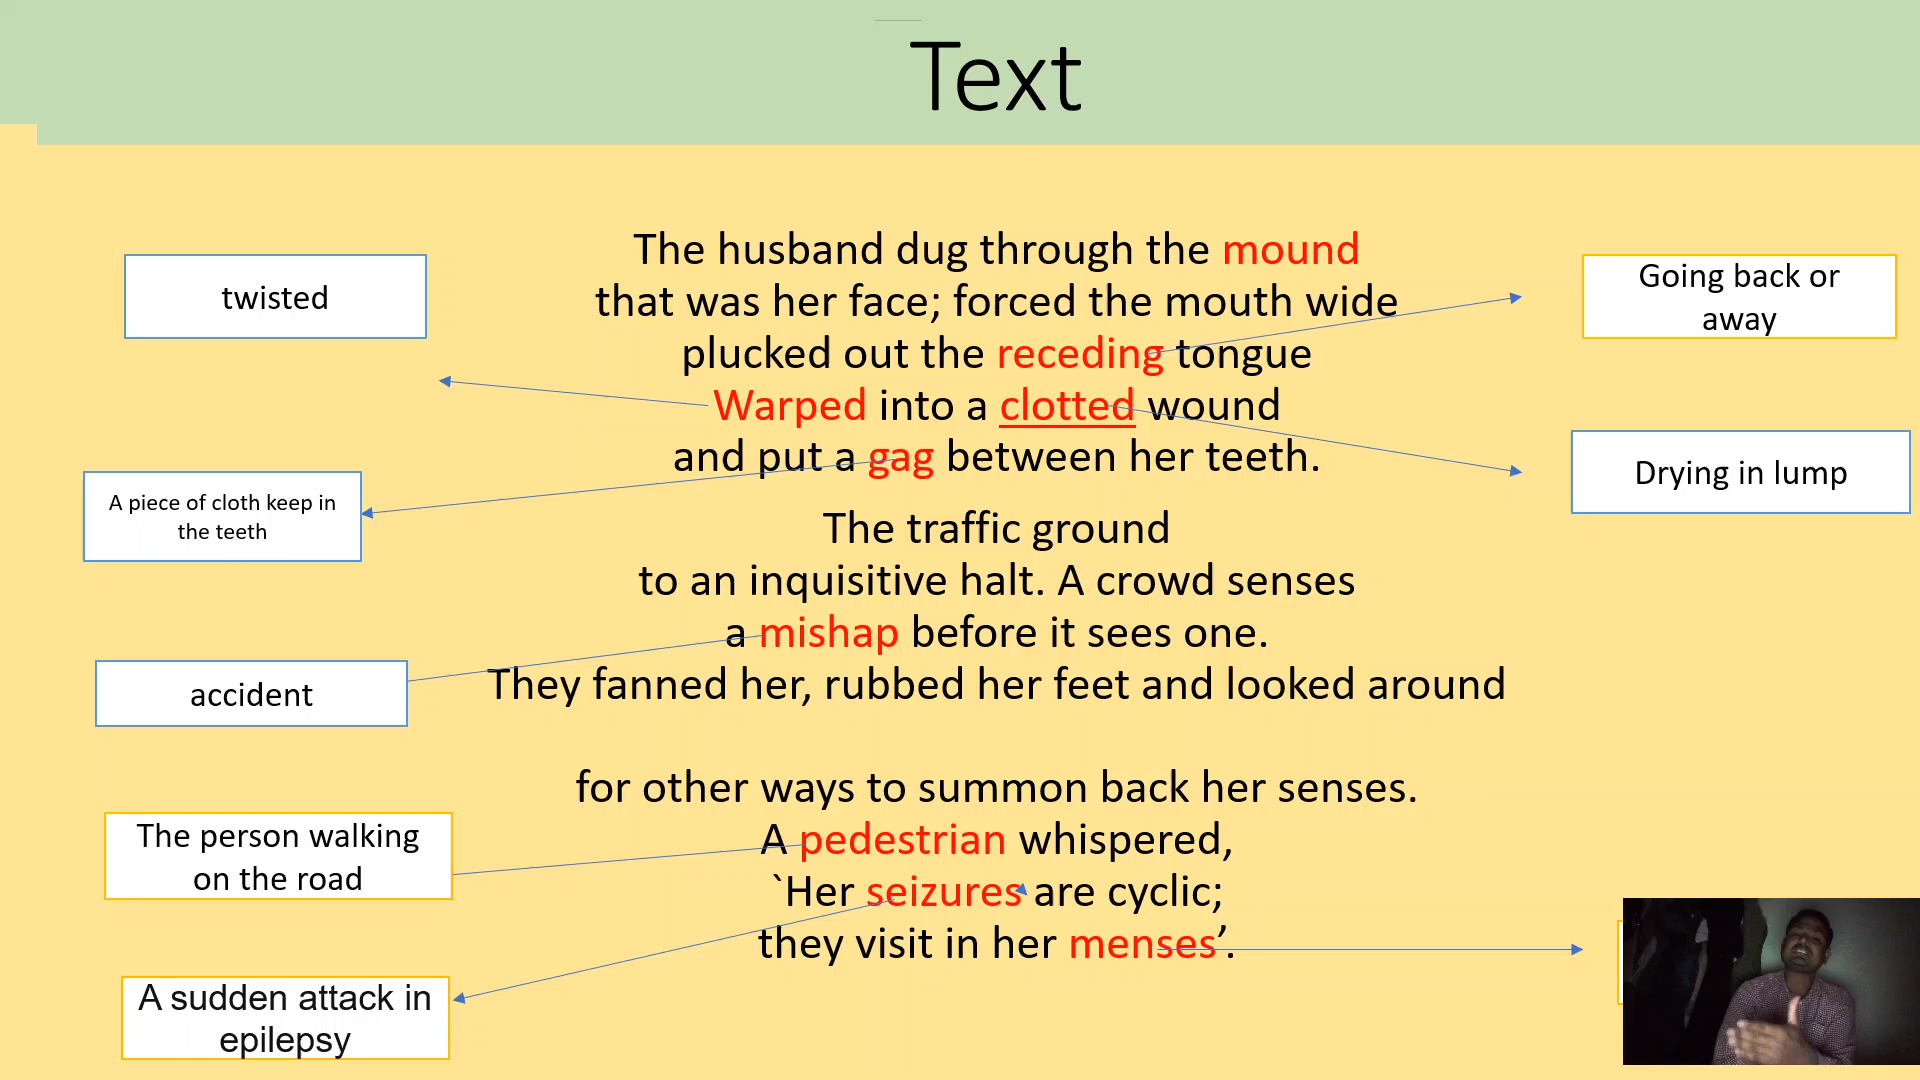 Text
The husband dug through the mound
that was her face; forced the mouth wide
plucked out the receding tongue
Warped into a clotted wound
and put a gag between her teeth.
The traffic ground
to an inquisitive halt. A crowd senses
a mishap before it sees one.
They fanned her, rubbed her feet and looked around
for other ways to summon back her senses.
A pedestrian whispered,
`Her seizures are cyclic;
they visit in her menses’.
twisted
A piece of cloth keep in
the teeth
accident
The person walking
on the road
A sudden attack in
epilepsy
Going back or
away
Drying in lump